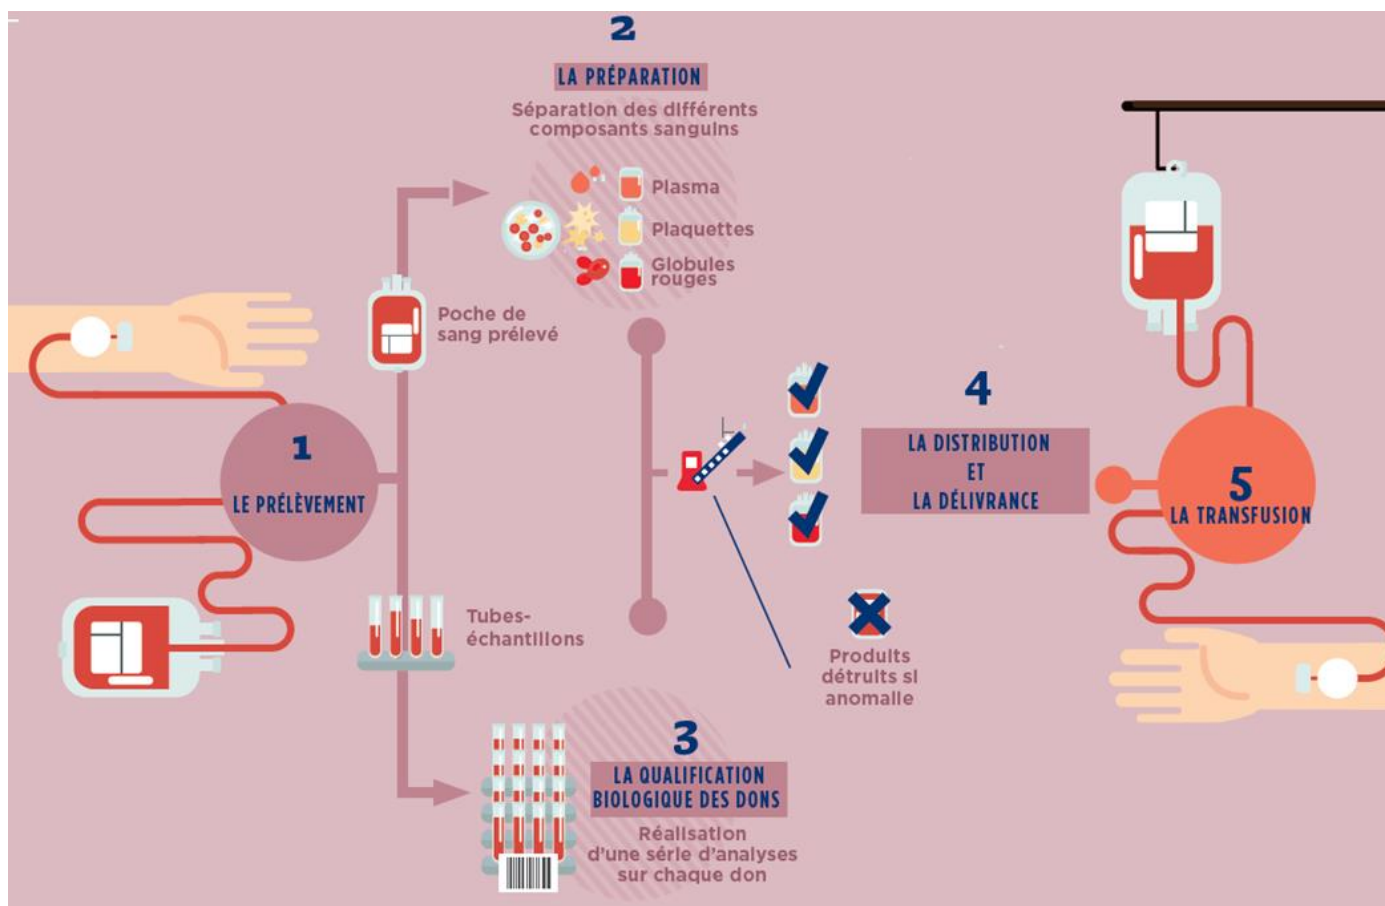 2
LA PRÉPARATION
Séparation des différents
composants sanguins
Plasma
Plaquettes
Globules
rouges
Poche de
sang prélevé
1
LE PRÉLÈVEMENT
Tubes-
échantillons
3
LA QUALIFICATION
BIOLOGIQUE DES DONS
Réalisation
d'une série d'analyses
sur chaque don
4
LA DISTRIBUTION
ET
LA DÉLIVRANCE
Produits
détruits si
anomalie
5
LA TRANSFUSION